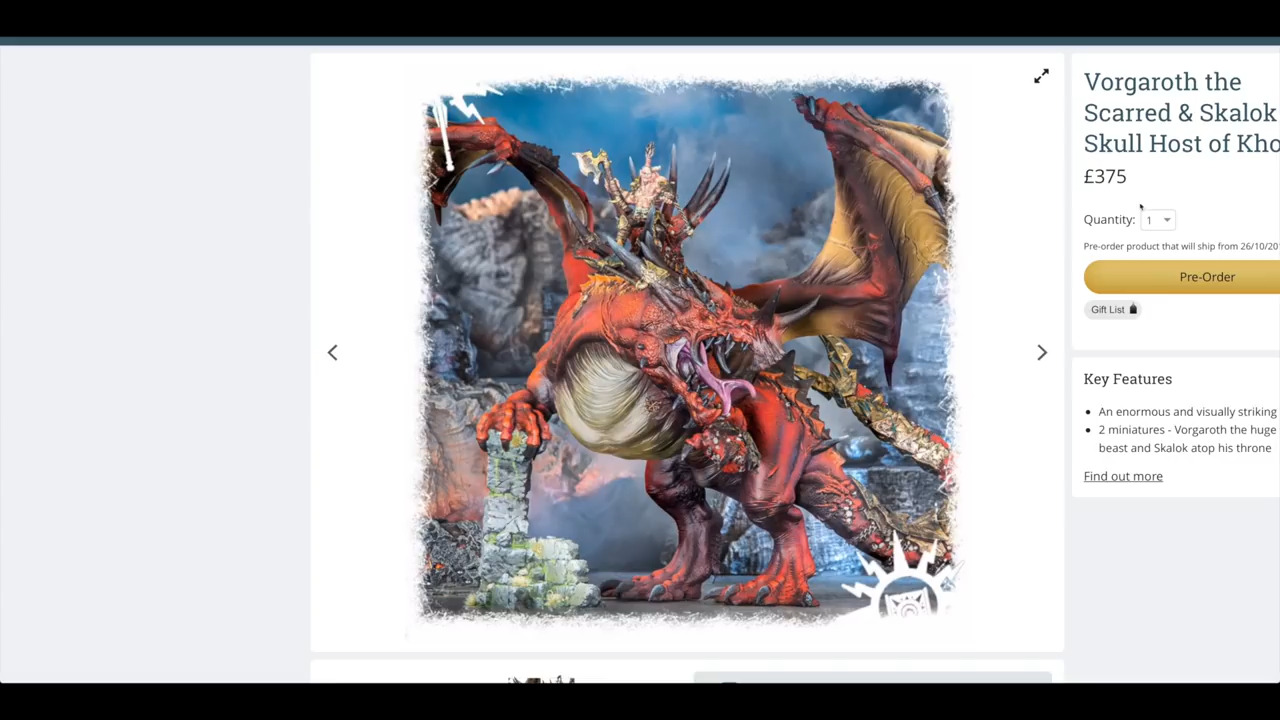 Vorgaroth the
Scarred & Skalok
Skull Host of Kho
£375
Quantity: 1
Pre-order product that will ship from 26/10/20
Pre-Order
Gift List
Key Features
An enormous and visually striking
2 miniatures - Vorgaroth the huge
beast and Skalok atop his throne
Find out more